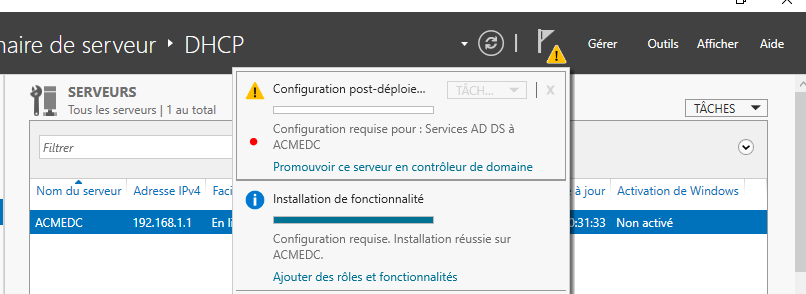 naire de serveur ‣ DHCP
Gérer Outils Afficher Aide
SERVEURS
Tous les serveurs | 1 au total
TÂCHES
Filtrer
Nom du serveur Adresse IPv4 Faci
à jour Activation de Windows
ACMEDC 192.168.1.1 En li
0:31:33 Non activé
Configuration post-déploie... TÂCH... X
Configuration requise pour : Services AD DS à
ACMEDC
Promouvoir ce serveur en contrôleur de domaine
Installation de fonctionnalité
Configuration requise. Installation réussie sur
ACMEDC.
Ajouter des rôles et fonctionnalités